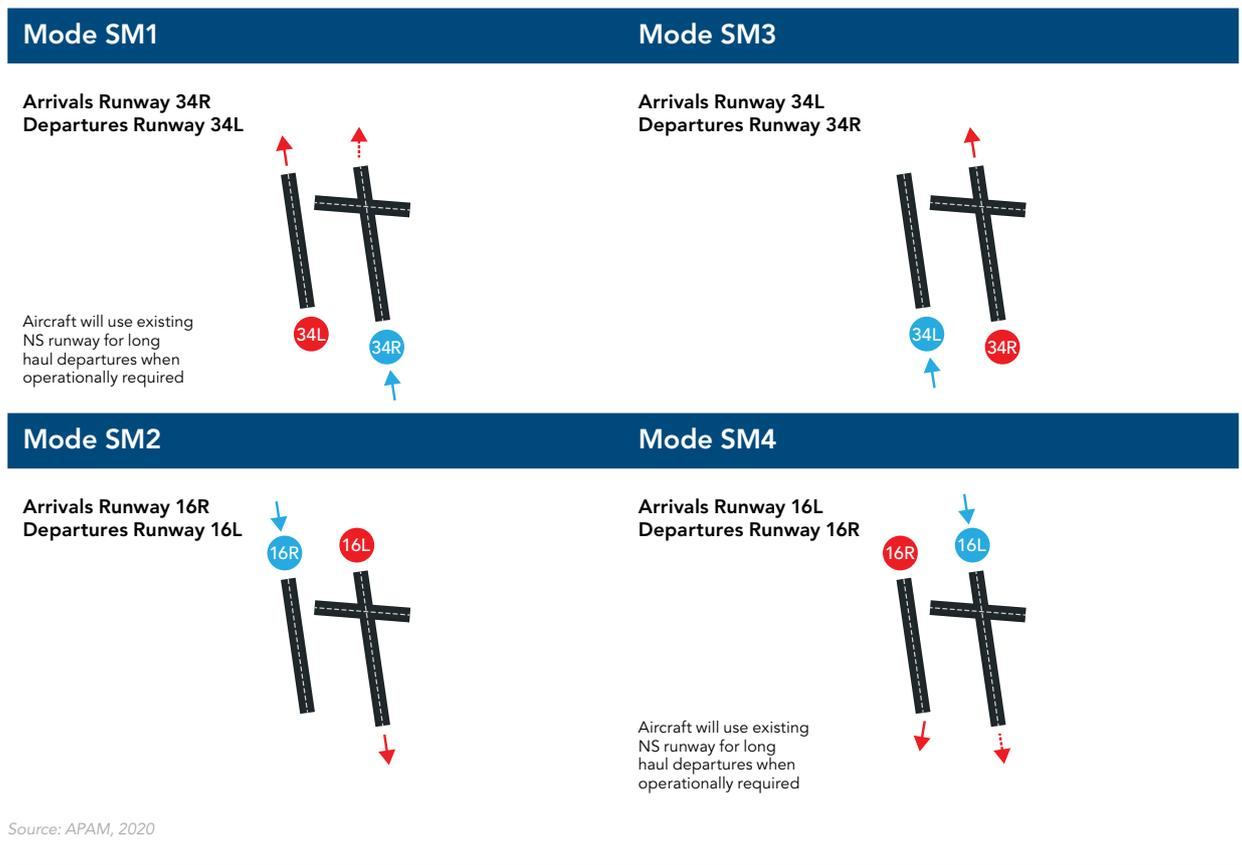 Mode SM1
Arrivals Runway 34R
Departures Runway 34L
Aircraft will use existing
NS runway for long
haul departures when
operationally required
34L
34R
Mode SM3
Arrivals Runway 34L
Departures Runway 34R
34L
34R
Mode SM2
Arrivals Runway 16R
Departures Runway 16L
16R
16L
Mode SM4
Arrivals Runway 16L
Departures Runway 16R
16R
16L
Aircraft will use existing
NS runway for long
haul departures when
operationally required
Source: APAM, 2020